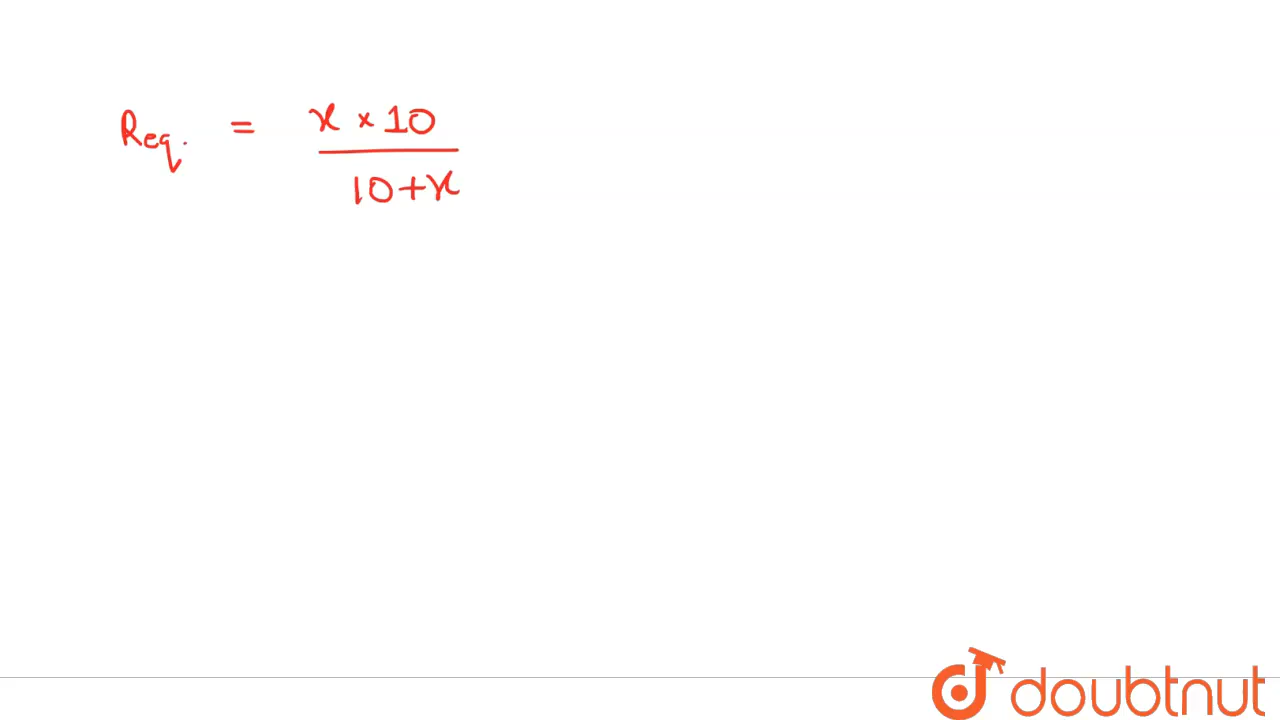 Req. = x × 10
10 + x
doubtnut